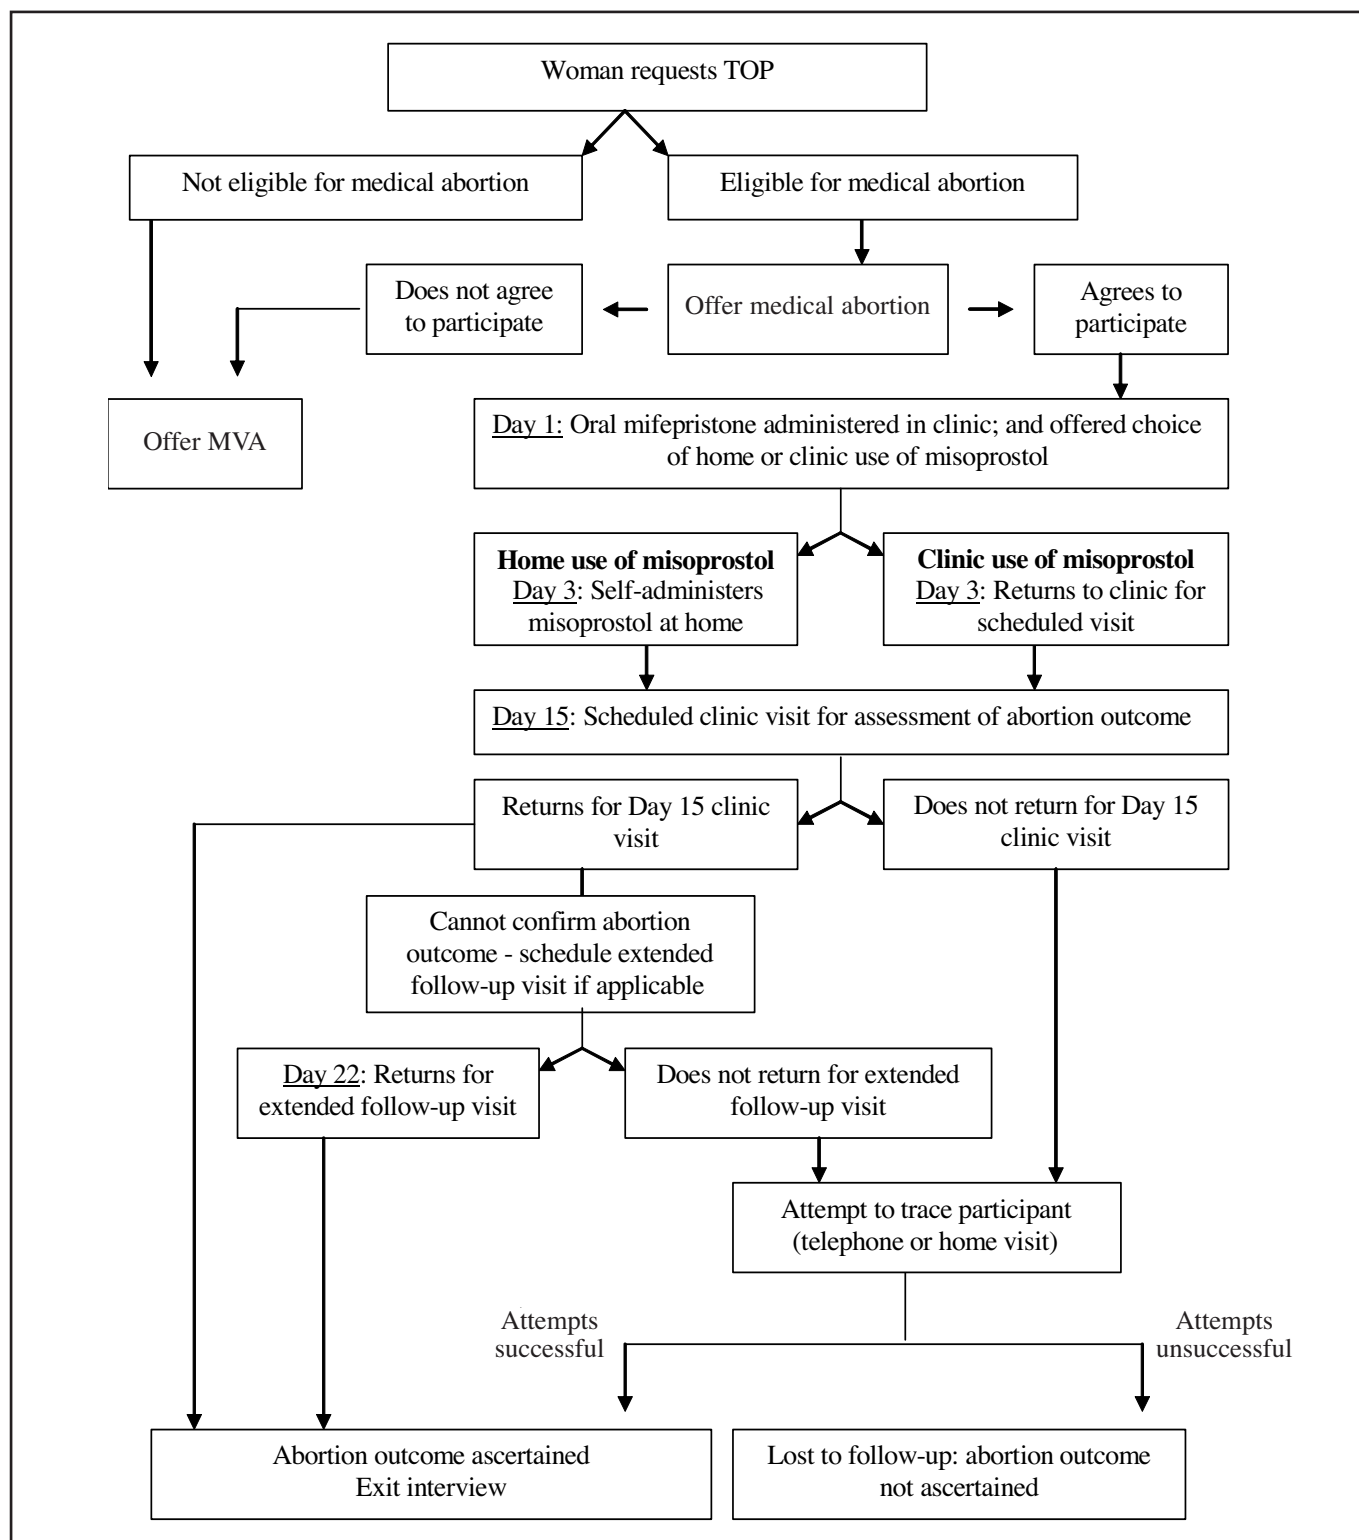 Woman requests TOP
Not eligible for medical abortion
Eligible for medical abortion
Does not agree
to participate
Offer medical abortion
Agrees to
participate
Offer MVA
Day 1: Oral mifepristone administered in clinic; and offered choice
of home or clinic use of misoprostol
Home use of misoprostol
Day 3: Self-administers
misoprostol at home
Clinic use of misoprostol
Day 3: Returns to clinic for
scheduled visit
Day 15: Scheduled clinic visit for assessment of abortion outcome
Returns for Day 15 clinic
visit
Does not return for Day 15
clinic visit
Cannot confirm abortion
outcome - schedule extended
follow-up visit if applicable
Day 22: Returns for
extended follow-up visit
Does not return for extended
follow-up visit
Attempt to trace participant
(telephone or home visit)
Attempts
successful
Attempts
unsuccessful
Abortion outcome ascertained
Exit interview
Lost to follow-up: abortion outcome
not ascertained